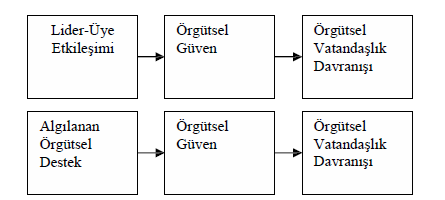 Lider-Üye
Etkileşimi
Örgütsel
Güven
Örgütsel
Vatandaşlık
Davranışı
Algılanan
Örgütsel
Destek
Örgütsel
Güven
Örgütsel
Vatandaşlık
Davranışı